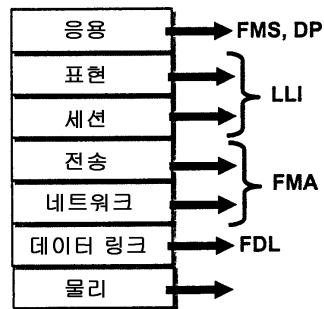 응용 FMS, DP
표현
LLI
세션
전송
FMA
네트워크
데이터 링크 FDL
물리